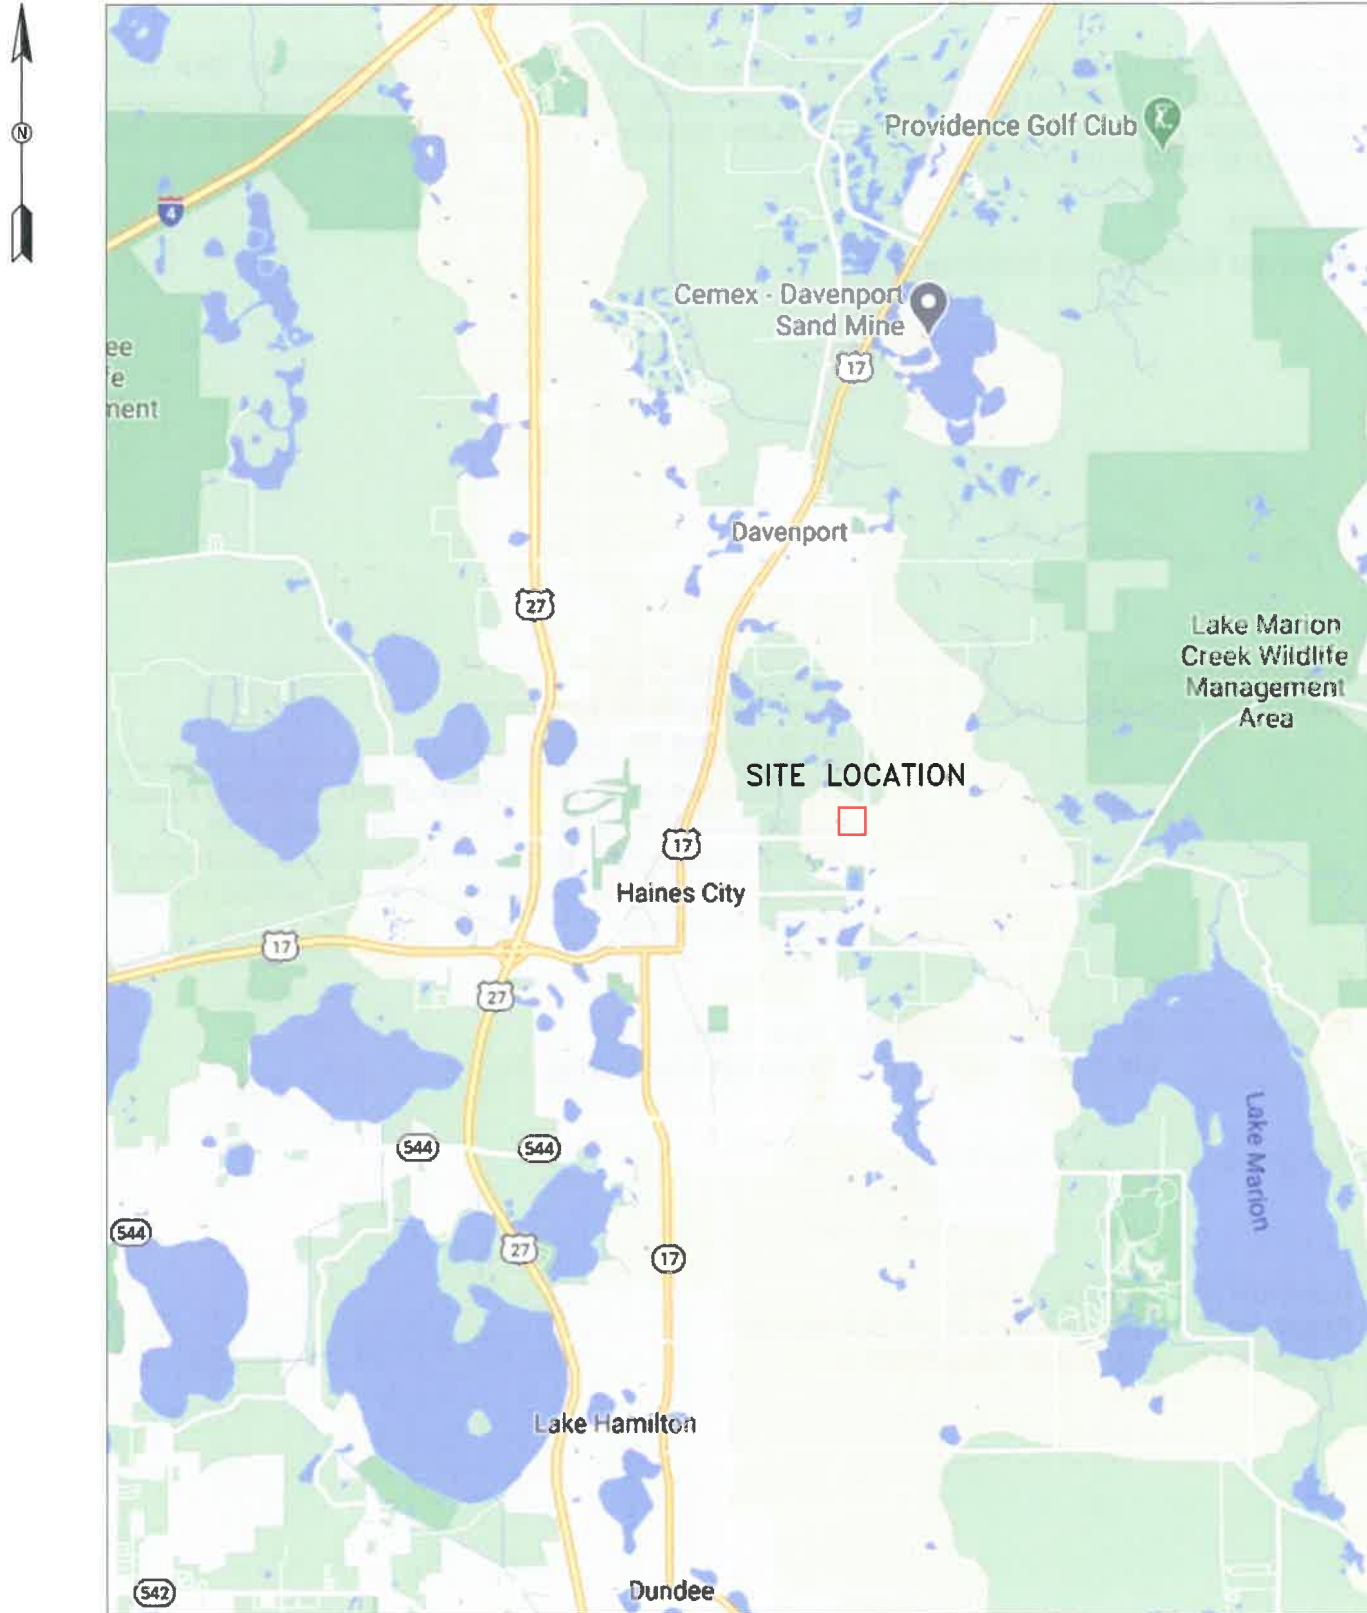 N
Providence Golf Club
4
Cemex - Davenport
Sand Mine
17
ee
fe
ment
Davenport
27
Lake Marion
Creek Wildlife
Management
Area
SITE LOCATION
17
Haines City
17
27
Lake Marion
544
544
544
27
17
Lake Hamilton
542
Dundee